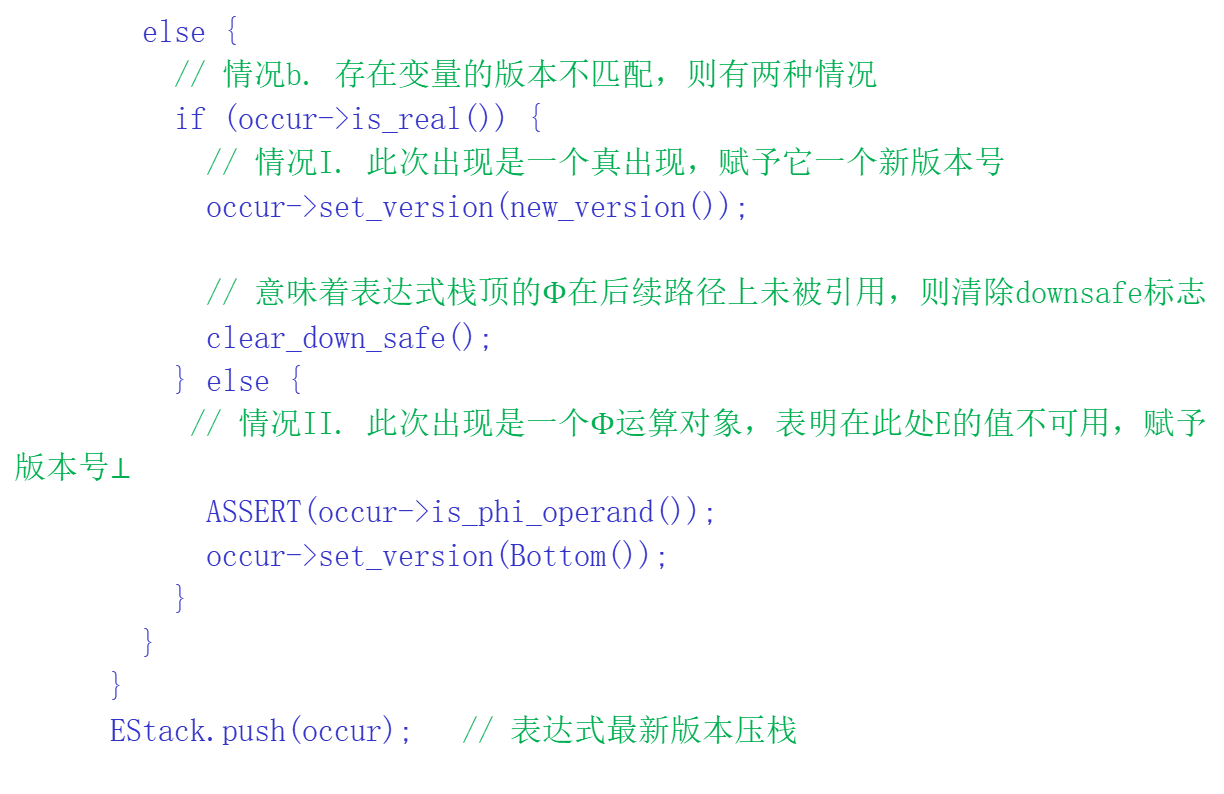 else {
// 情况b. 存在变量的版本不匹配，则有两种情况
if (occur->is_real()) {
// 情况I. 此次出现是一个真出现，赋予它一个新版本号
occur->set_version(new_version());
// 意味着表达式栈顶的Φ在后续路径上未被引用，则清除downsafe标志
clear_down_safe();
} else {
// 情况II. 此次出现是一个Φ运算对象，表明在此处E的值不可用，赋予
版本号⊥
ASSERT(occur->is_phi_operand());
occur->set_version(Bottom());
}
}
}
EStack.push(occur);   // 表达式最新版本压栈